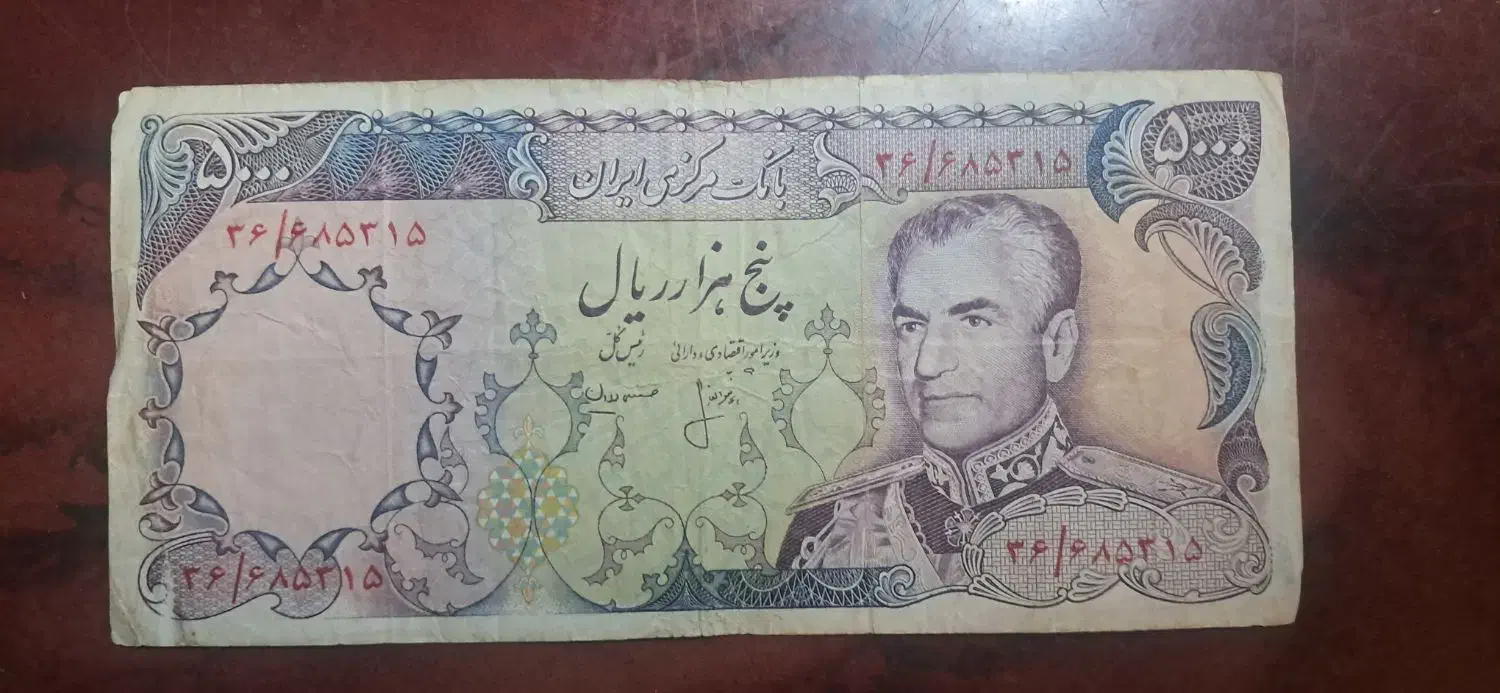 ۵۰۰۰
بانک مرکزی ایران
۳۶/۶۸۵۳۱۵
۵۰۰۰
۳۶/۶۸۵۳۱۵
پنج هزار ریال
وزیر امور اقتصادی و دارائی
رئیس کل
۳۶/۶۸۵۳۱۵
۳۶/۶۸۵۳۱۵